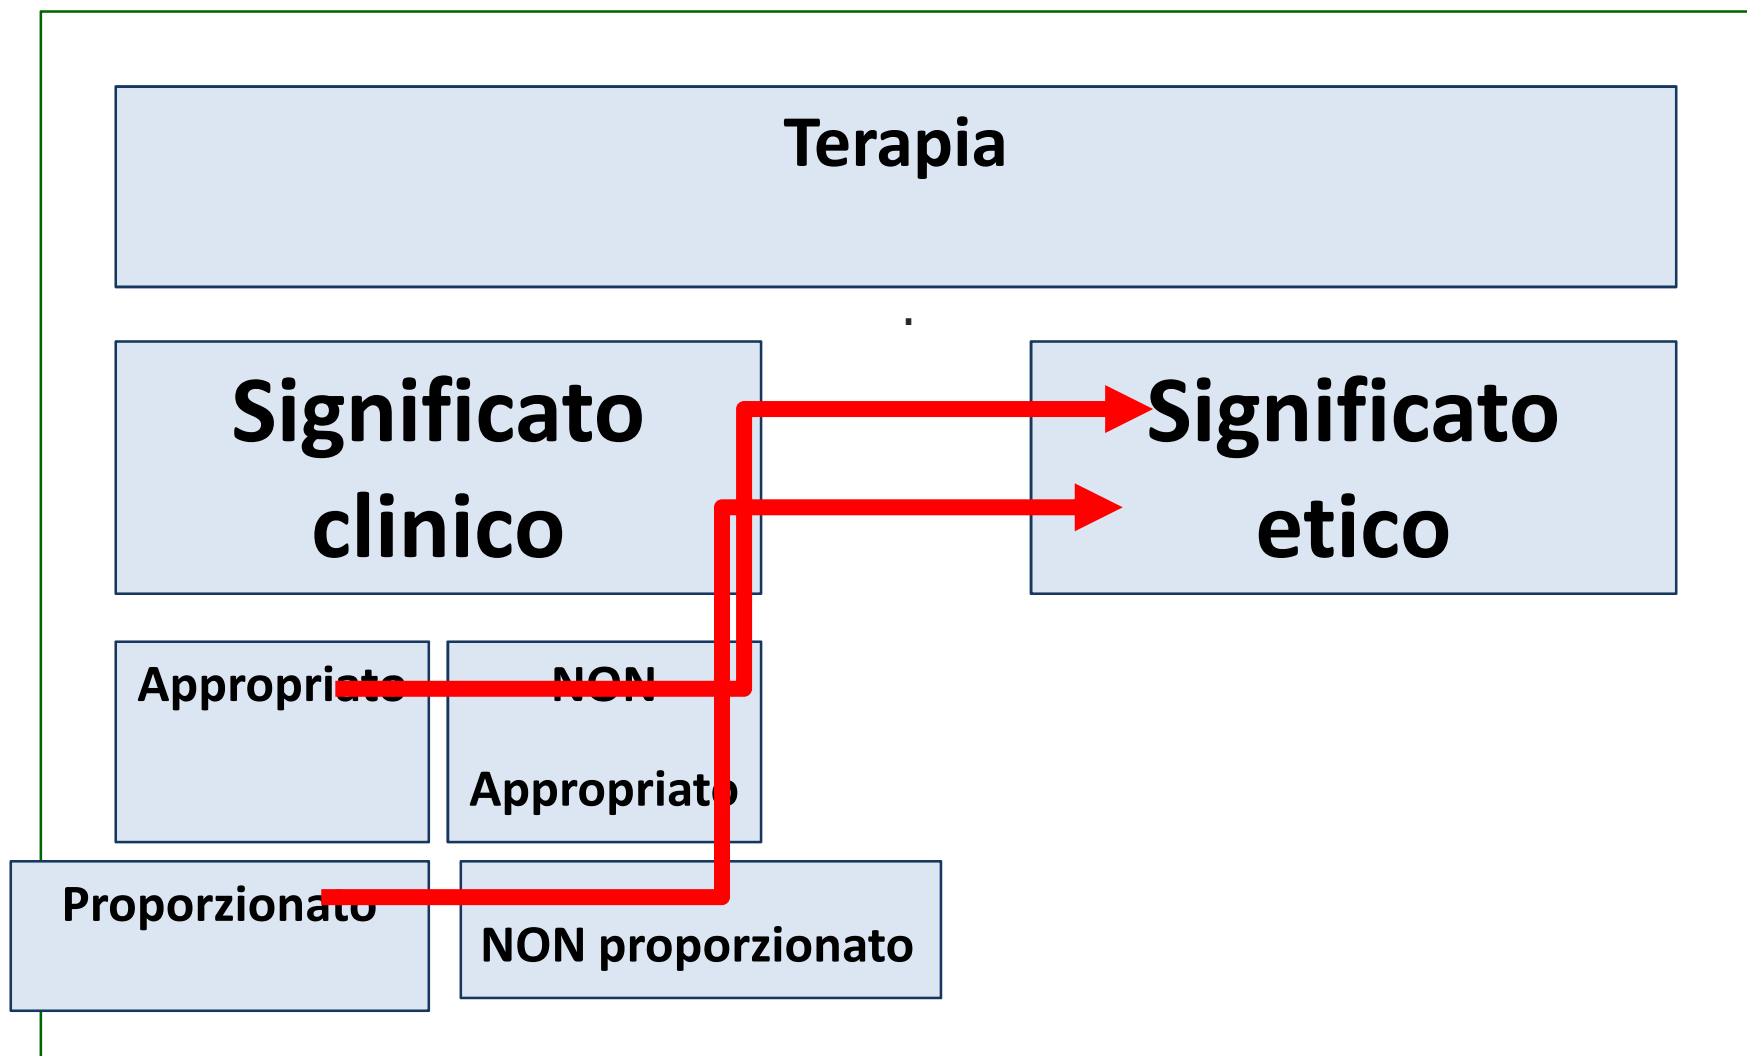 Terapia
.
Significato
clinico
Significato
etico
Appropriato
NON
Appropriato
Proporzionato
NON proporzionato